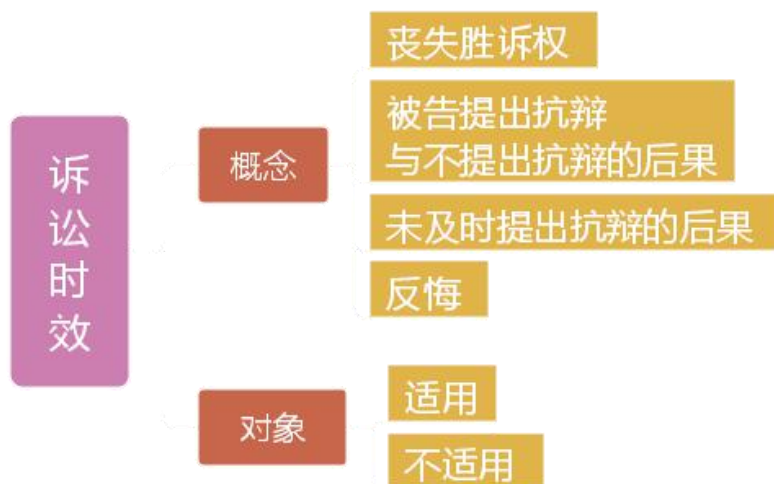 诉讼时效
概念
丧失胜诉权
被告提出抗辩
与不提出抗辩的后果
未及时提出抗辩的后果
反悔
对象
适用
不适用